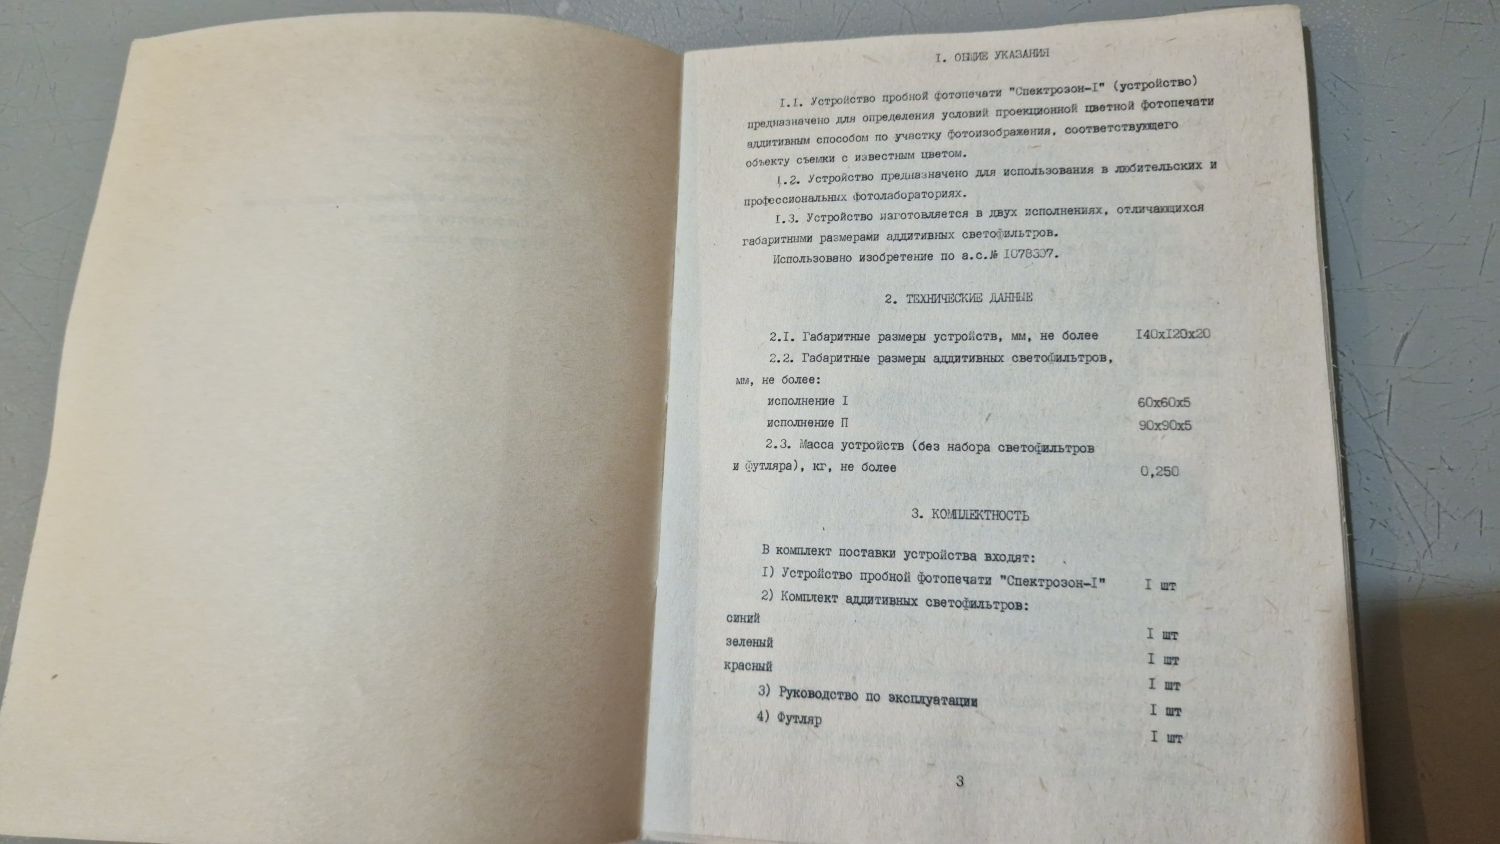 I. ОБЩИЕ УКАЗАНИЯ
I.I. Устройство пробной фотопечати "Спектрозон-I" (устройство)
предназначено для определения условий проекционной цветной фотопечати
аддитивным способом по участку фотоизображения, соответствующего
объекту съемки с известным цветом.
I.2. Устройство предназначено для использования в любительских и
профессиональных фотолабораториях.
I.3. Устройство изготовляется в двух исполнениях, отличающихся
габаритными размерами аддитивных светофильтров.
Использовано изобретение по а.с.№
2. ТЕХНИЧЕСКИЕ ДАННЫЕ
2.I. Габаритные размеры устройств, мм, не более I40xI20x20
2.2. Габаритные размеры аддитивных светофильтров,
мм, не более:
исполнение I 60x60x5
исполнение П 90x90x5
2.3. Масса устройств (без набора светофильтров
и футляра), кг, не более 0,250
3. КОМПЛЕКТНОСТЬ
В комплект поставки устройства входят:
I) Устройство пробной фотопечати "Спектрозон-I" I шт
2) Комплект аддитивных светофильтров:
синий I шт
зеленый I шт
красный I шт
3) Руководство по эксплуатации I шт
4) Футляр I шт
3